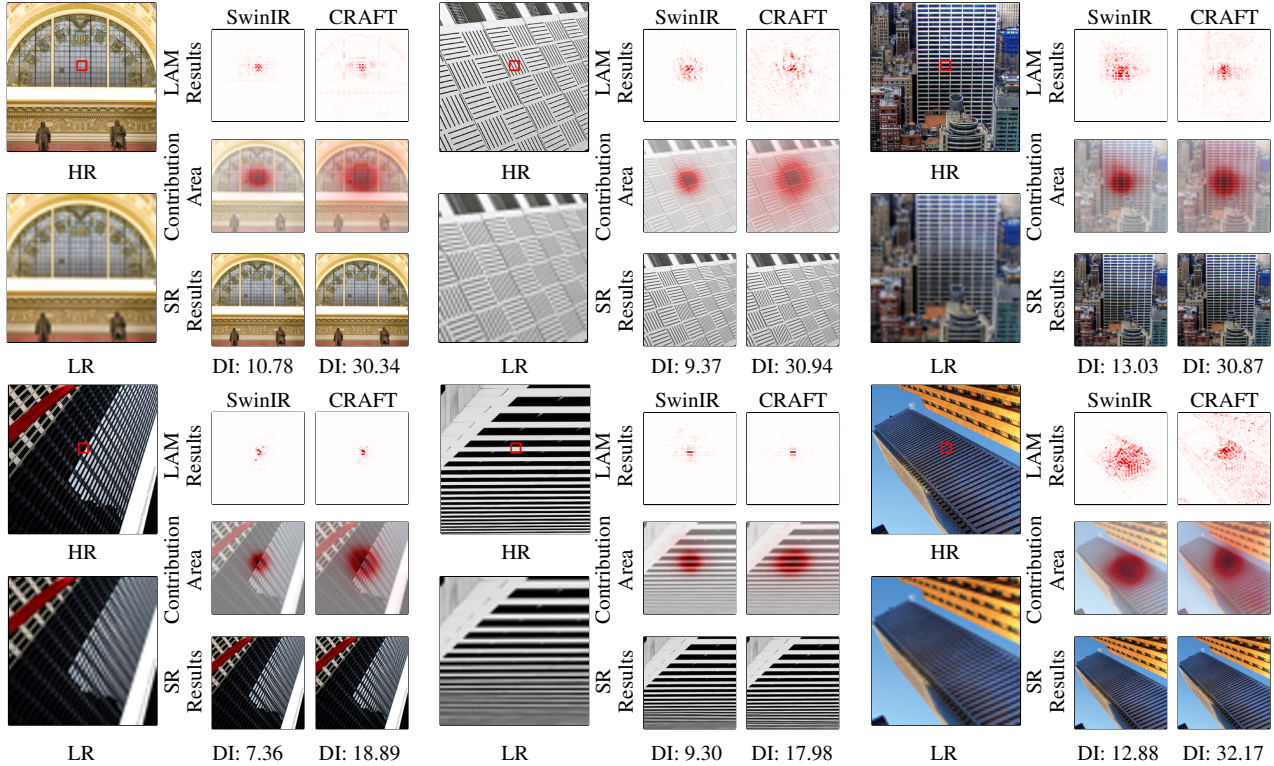 SwinIR CRAFT
LAM Results
HR
Contribution Area
SR Results
LR
DI: 10.78 DI: 30.34
SwinIR CRAFT
LAM Results
HR
Contribution Area
SR Results
LR
DI: 9.37 DI: 30.94
SwinIR CRAFT
LAM Results
HR
Contribution Area
SR Results
LR
DI: 13.03 DI: 30.87
SwinIR CRAFT
LAM Results
HR
Contribution Area
SR Results
LR
DI: 7.36 DI: 18.89
SwinIR CRAFT
LAM Results
HR
Contribution Area
SR Results
LR
DI: 9.30 DI: 17.98
SwinIR CRAFT
LAM Results
HR
Contribution Area
SR Results
LR
DI: 12.88 DI: 32.17